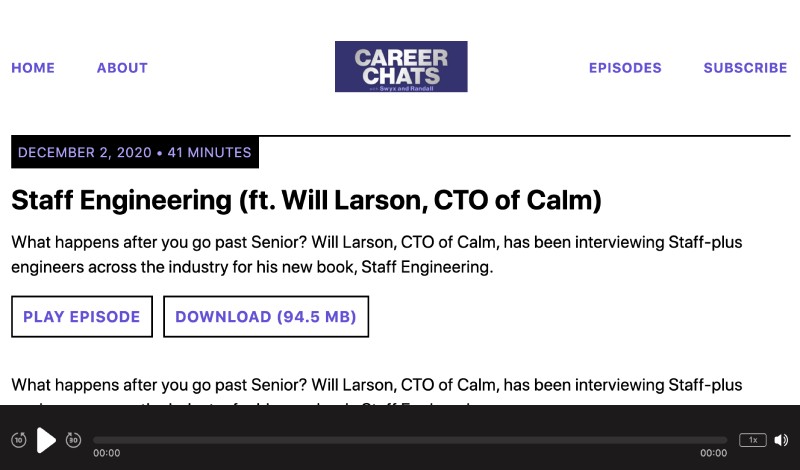 HOME ABOUT CAREER CHATS EPISODES SUBSCRIBE
with Swyx and Randall
DECEMBER 2, 2020 • 41 MINUTES
Staff Engineering (ft. Will Larson, CTO of Calm)
What happens after you go past Senior? Will Larson, CTO of Calm, has been interviewing Staff-plus
engineers across the industry for his new book, Staff Engineering.
PLAY EPISODE DOWNLOAD (94.5 MB)
What happens after you go past Senior? Will Larson, CTO of Calm, has been interviewing Staff-plus
10 30 1x
00:00 00:00